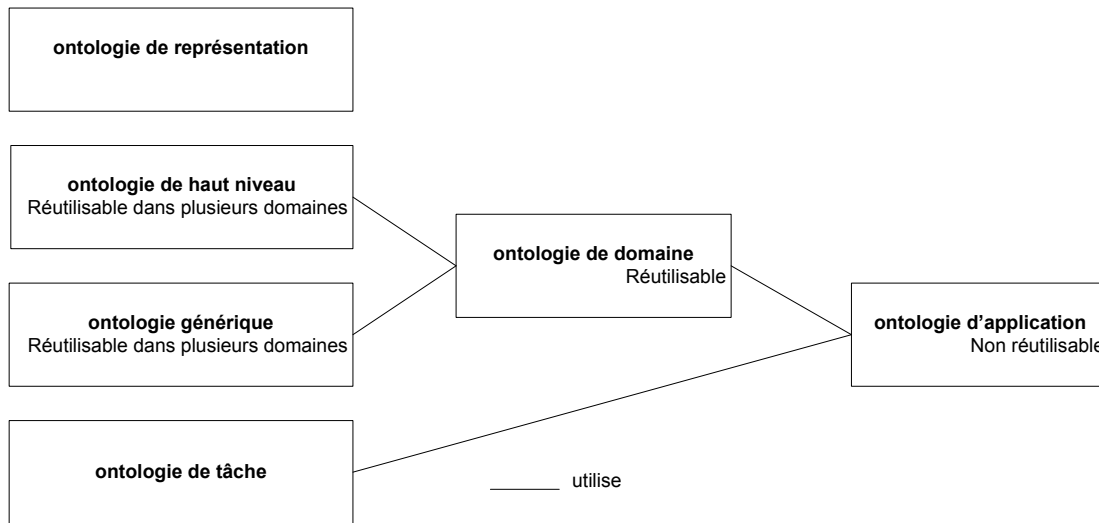 ontologie de représentation
ontologie de haut niveau
Réutilisable dans plusieurs domaines
ontologie de domaine
Réutilisable
ontologie générique
Réutilisable dans plusieurs domaines
ontologie d’application
Non réutilisable
ontologie de tâche
utilise